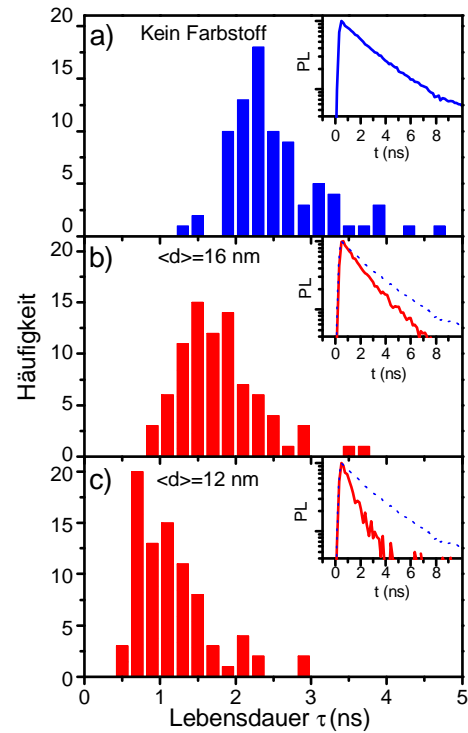 a) Kein Farbstoff
20
15
10
5
0
PL
0 2 4 6 8
t (ns)
b) <d>=16 nm
20
15
10
5
0
PL
0 2 4 6 8
t (ns)
c) <d>=12 nm
20
15
10
5
0
PL
0 2 4 6 8
t (ns)
Häufigkeit
0 1 2 3 4 5
Lebensdauer τ (ns)